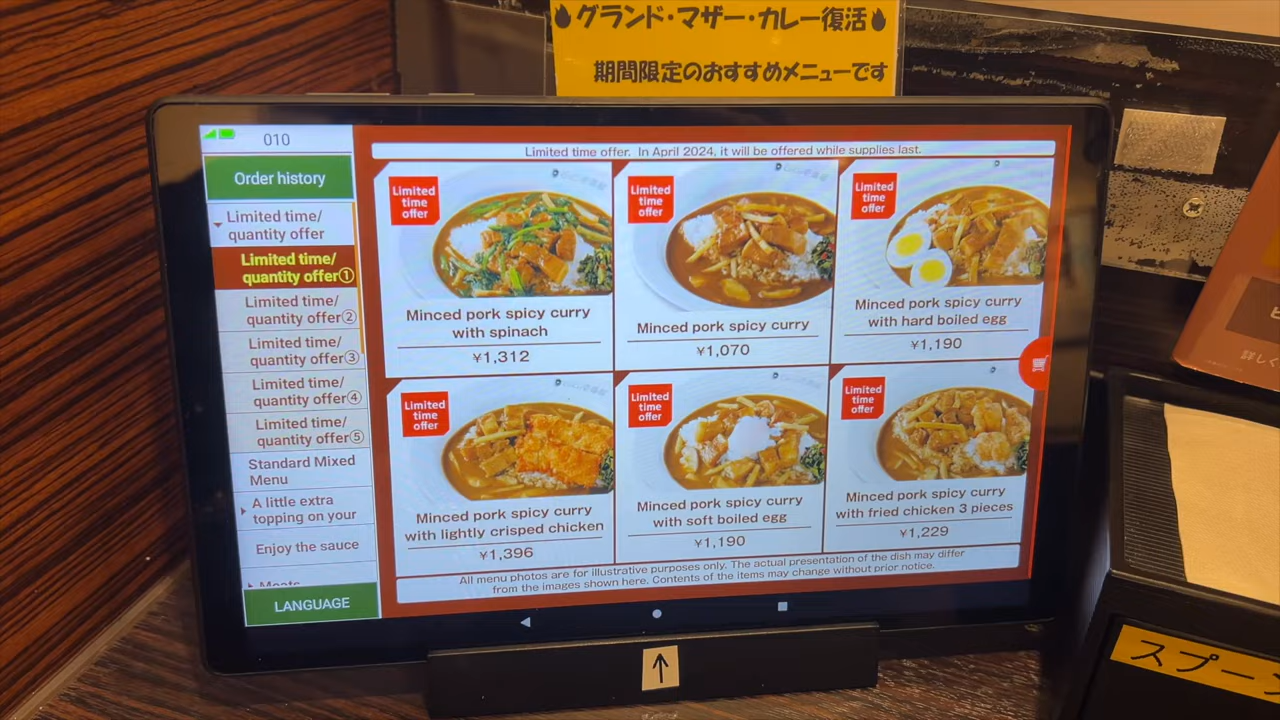 グランド・マザー・カレー復活
期間限定のおすすめメニューです
010
Order history
Limited time/
quantity offer
Limited time/
quantity offer①
Limited time/
quantity offer②
Limited time/
quantity offer③
Limited time/
quantity offer④
Limited time/
quantity offer⑤
Standard Mixed
Menu
A little extra
topping on your
Enjoy the sauce
Meats
LANGUAGE
Limited time offer. In April 2024, it will be offered while supplies last.
Limited
time
offer
Minced pork spicy curry
with spinach
¥1,312
Limited
time
offer
Minced pork spicy curry
¥1,070
Limited
time
offer
Minced pork spicy curry
with hard boiled egg
¥1,190
Limited
time
offer
Minced pork spicy curry
with lightly crisped chicken
¥1,396
Limited
time
offer
Minced pork spicy curry
with soft boiled egg
¥1,190
Limited
time
offer
Minced pork spicy curry
with fried chicken 3 pieces
¥1,229
All menu photos are for illustrative purposes only. The actual presentation of the dish may differ
from the images shown here. Contents of the items may change without prior notice.
↑
詳しく
スプー